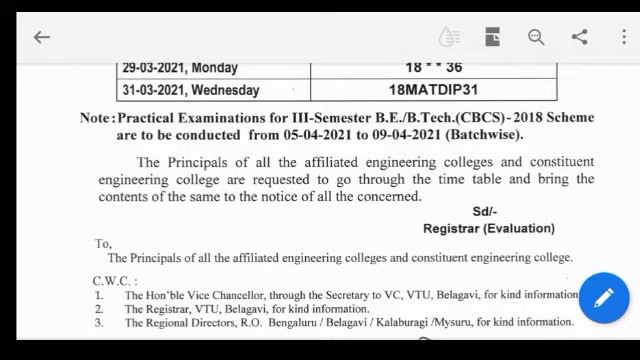 29-03-2021, Monday 18 * * 36
31-03-2021, Wednesday 18MATDIP31
Note: Practical Examinations for III-Semester B.E./B.Tech.(CBCS)-2018 Scheme
are to be conducted from 05-04-2021 to 09-04-2021 (Batchwise).
The Principals of all the affiliated engineering colleges and constituent
engineering college are requested to go through the time table and bring the
contents of the same to the notice of all the concerned.
Sd/-
Registrar (Evaluation)
To,
The Principals of all the affiliated engineering colleges and constituent engineering college.
C.W.C. :
1. The Hon'ble Vice Chancellor, through the Secretary to VC, VTU, Belagavi, for kind information
2. The Registrar, VTU, Belagavi, for kind information.
3. The Regional Directors, R.O. Bengaluru / Belagavi / Kalaburagi /Mysuru, for kind information.